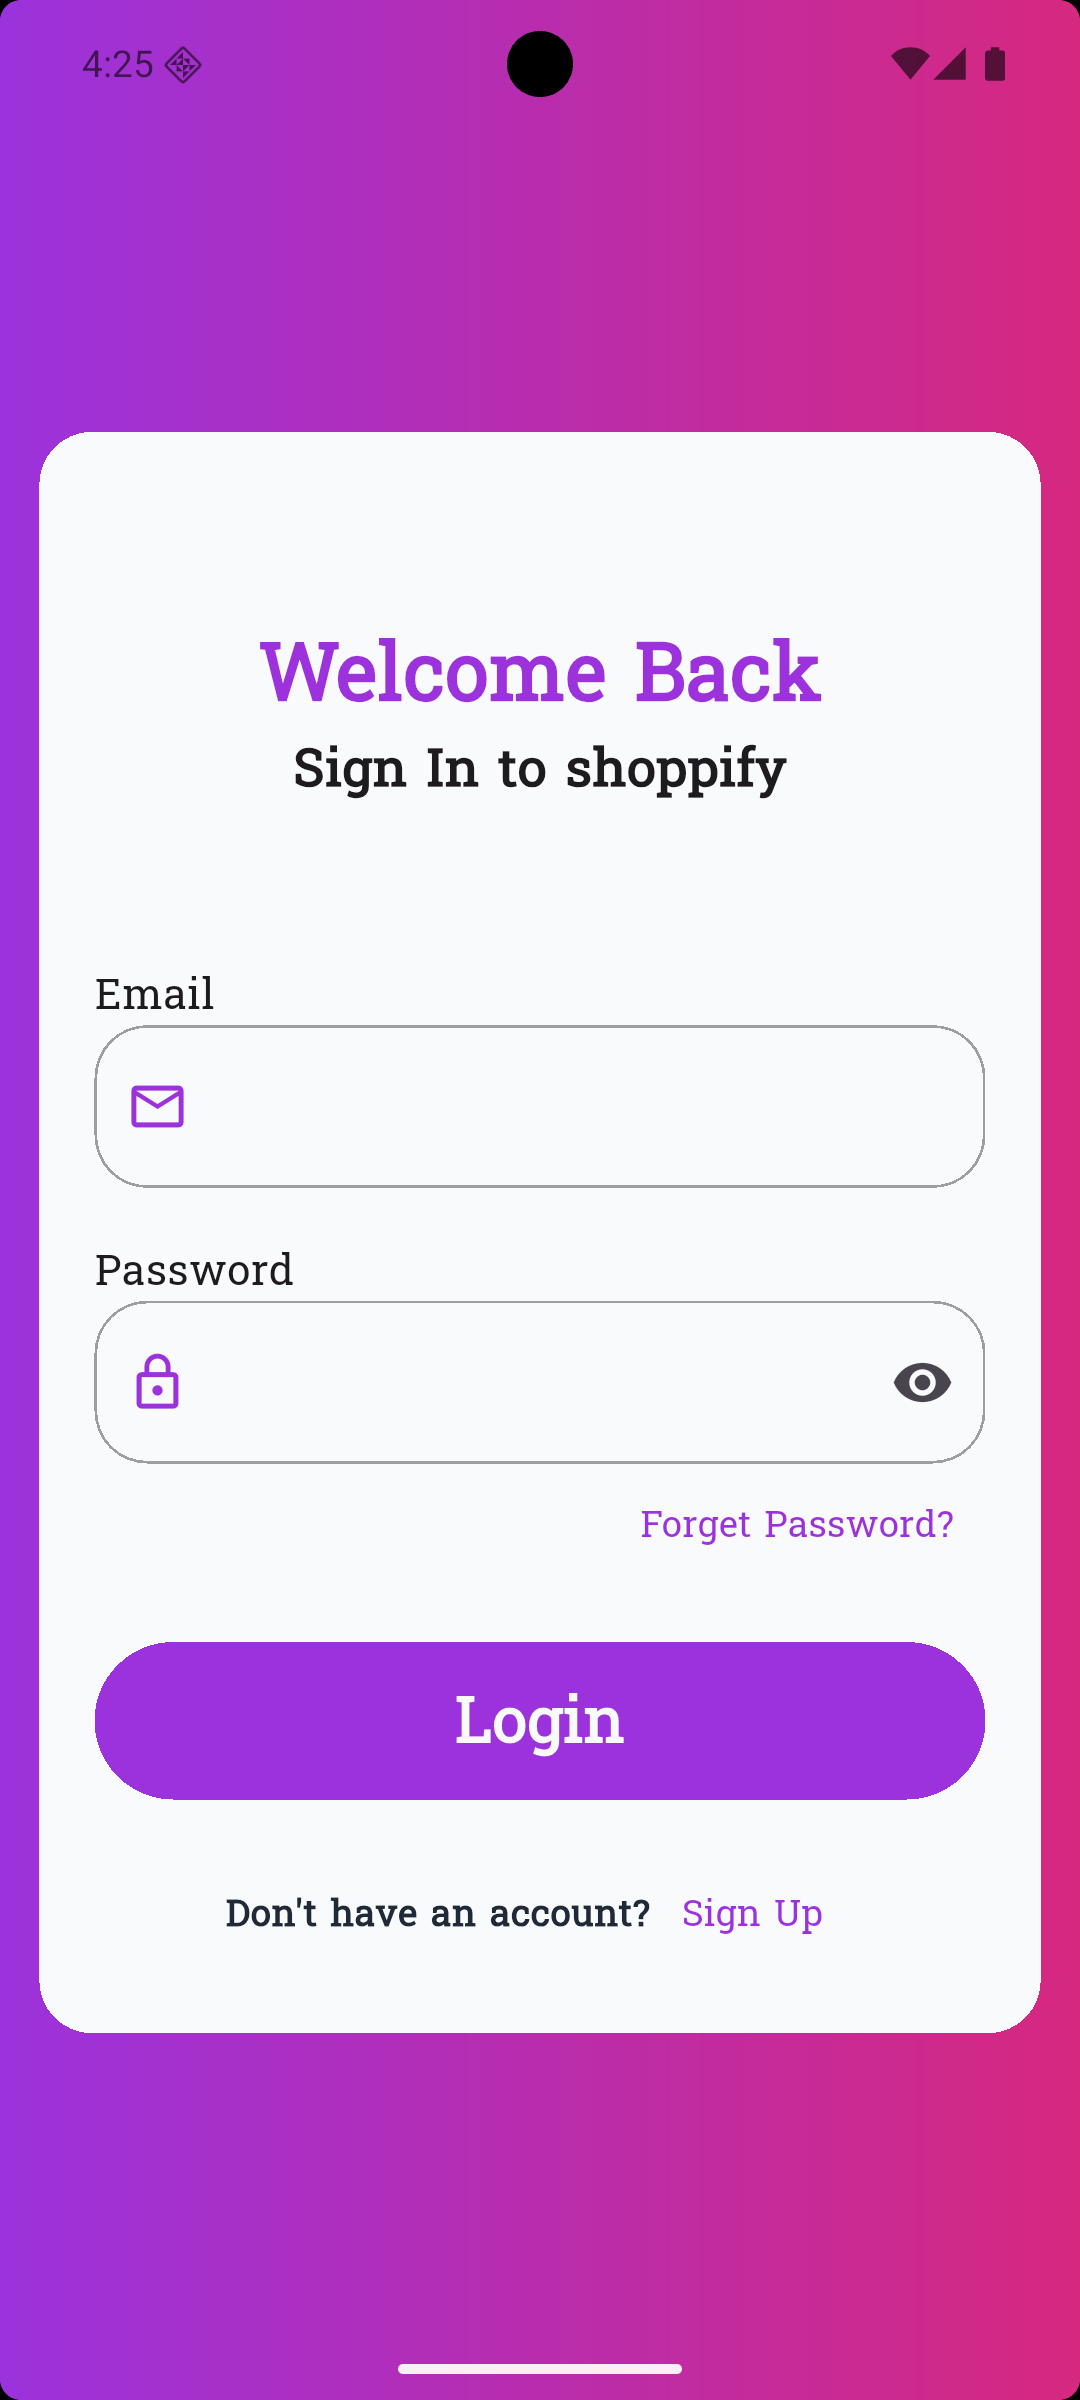 4:25
Welcome Back
Sign In to shoppify
Email
Password
Forget Password?
Login
Don't have an account? Sign Up